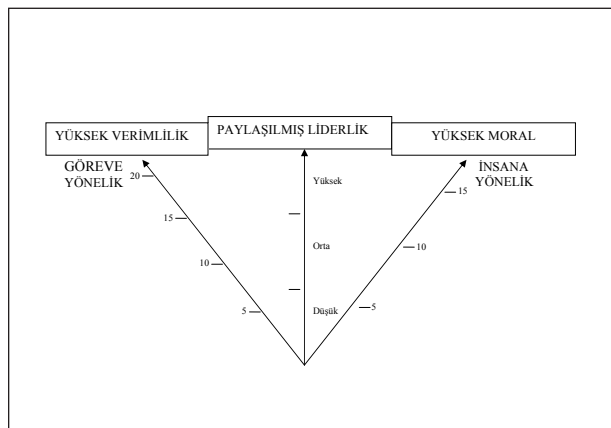 YÜKSEK VERİMLİLİK
PAYLAŞILMIŞ LİDERLİK
YÜKSEK MORAL
GÖREVE
YÖNELİK
İNSANA
YÖNELİK
20
15
10
5
Yüksek
Orta
Düşük
15
10
5